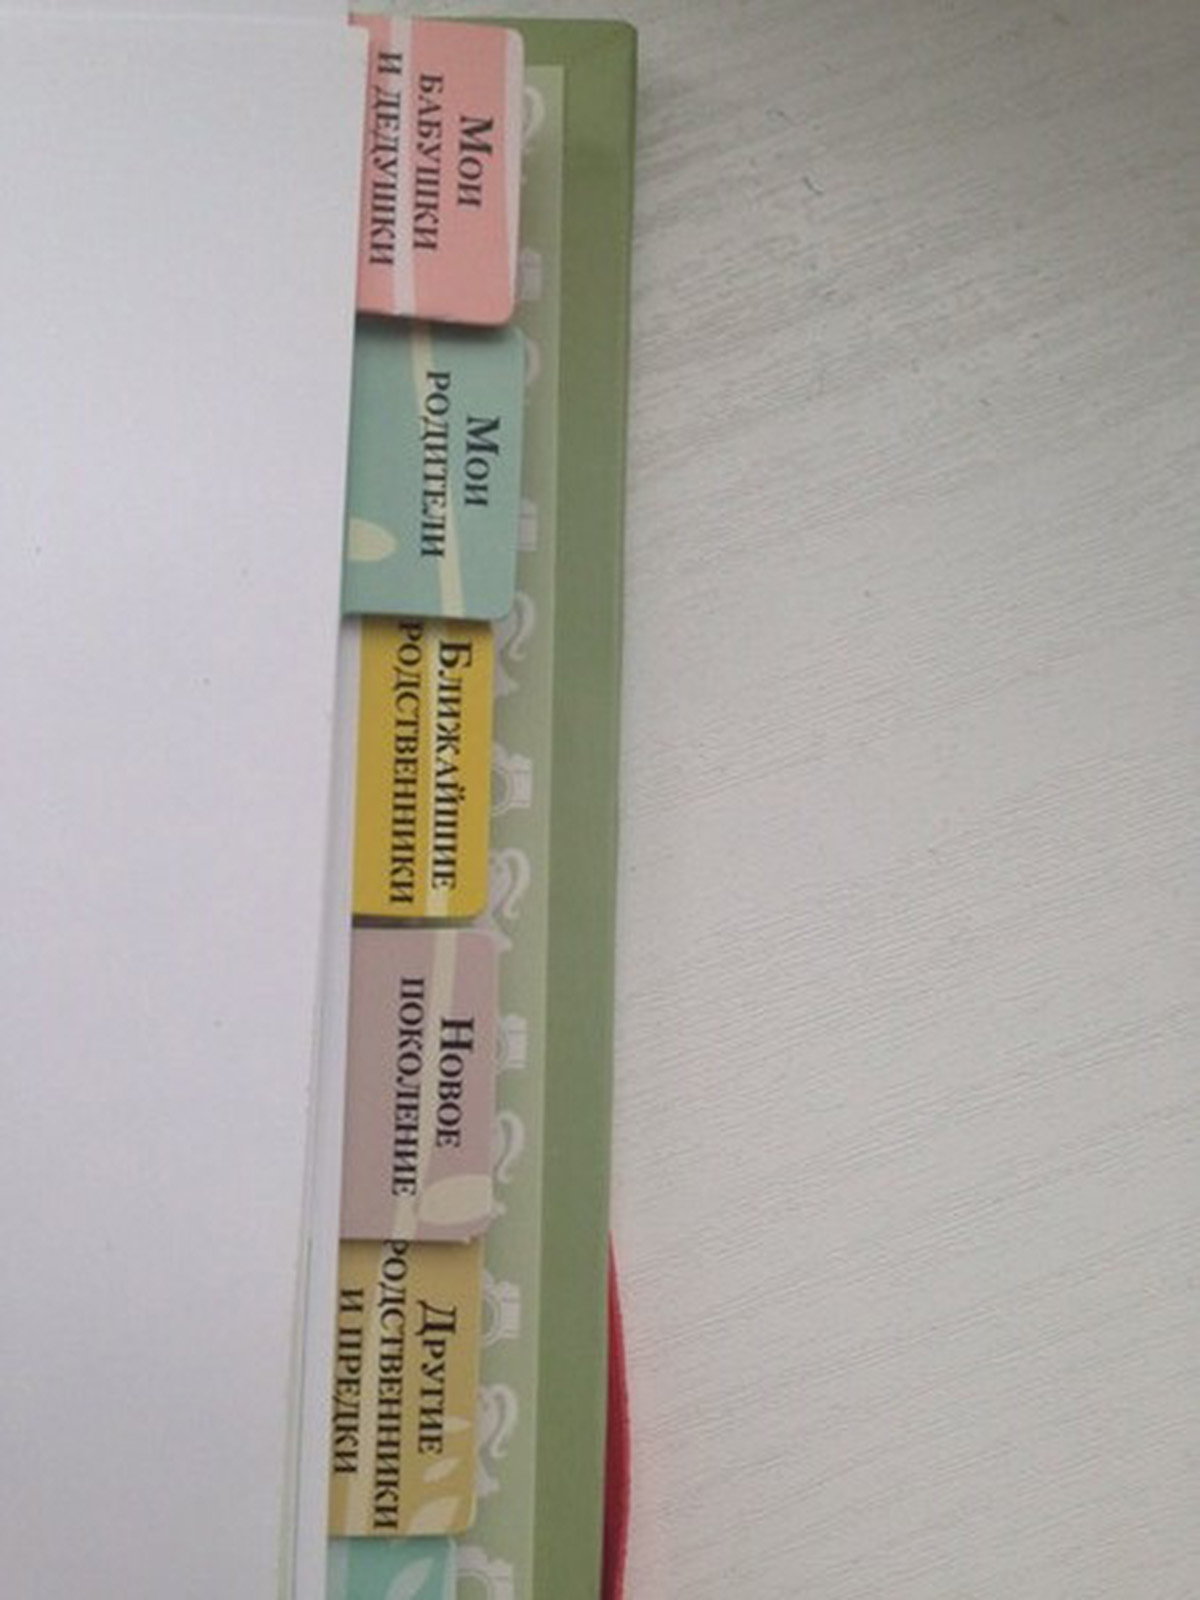 Мои
бабушки
и дедушки
Мои
родители
Ближайшие
родственники
Новое
поколение
Другие
родственники
и предки